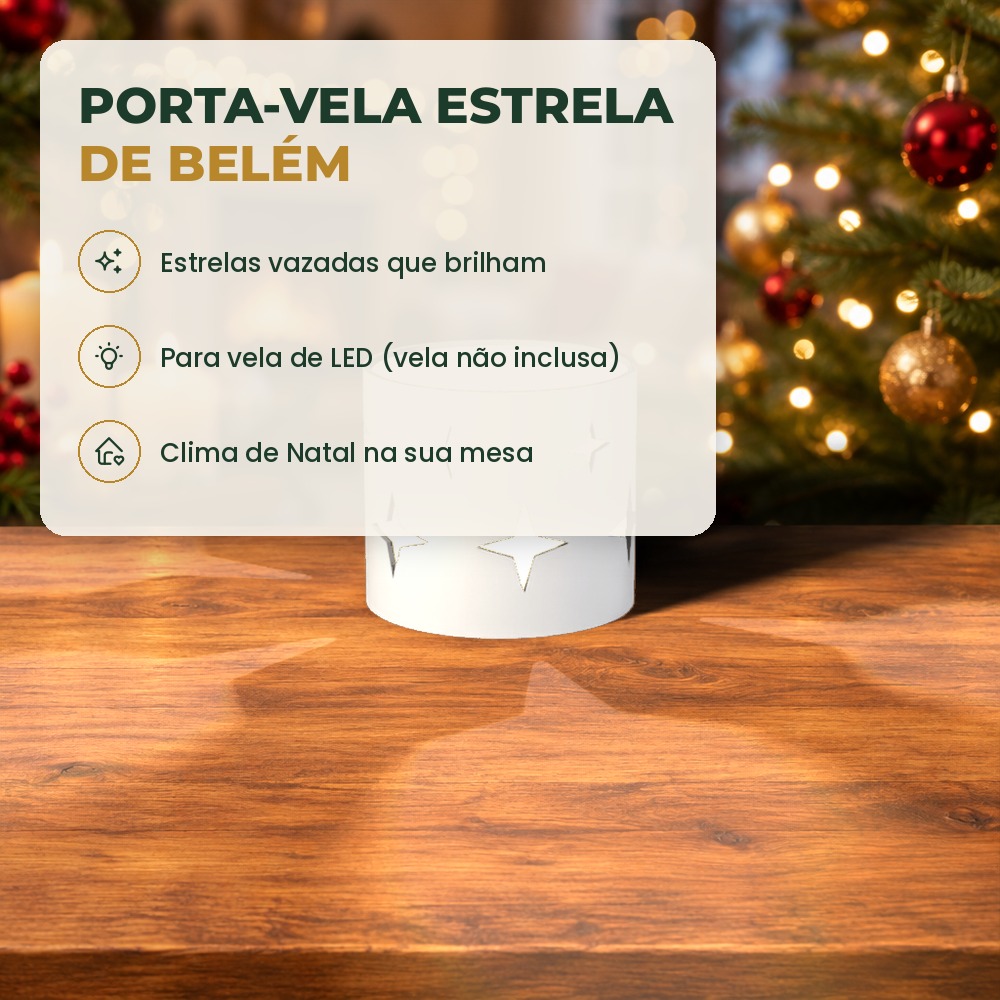 PORTA-VELA ESTRELA
DE BELÉM
Estrelas vazadas que brilham
Para vela de LED (vela não inclusa)
Clima de Natal na sua mesa